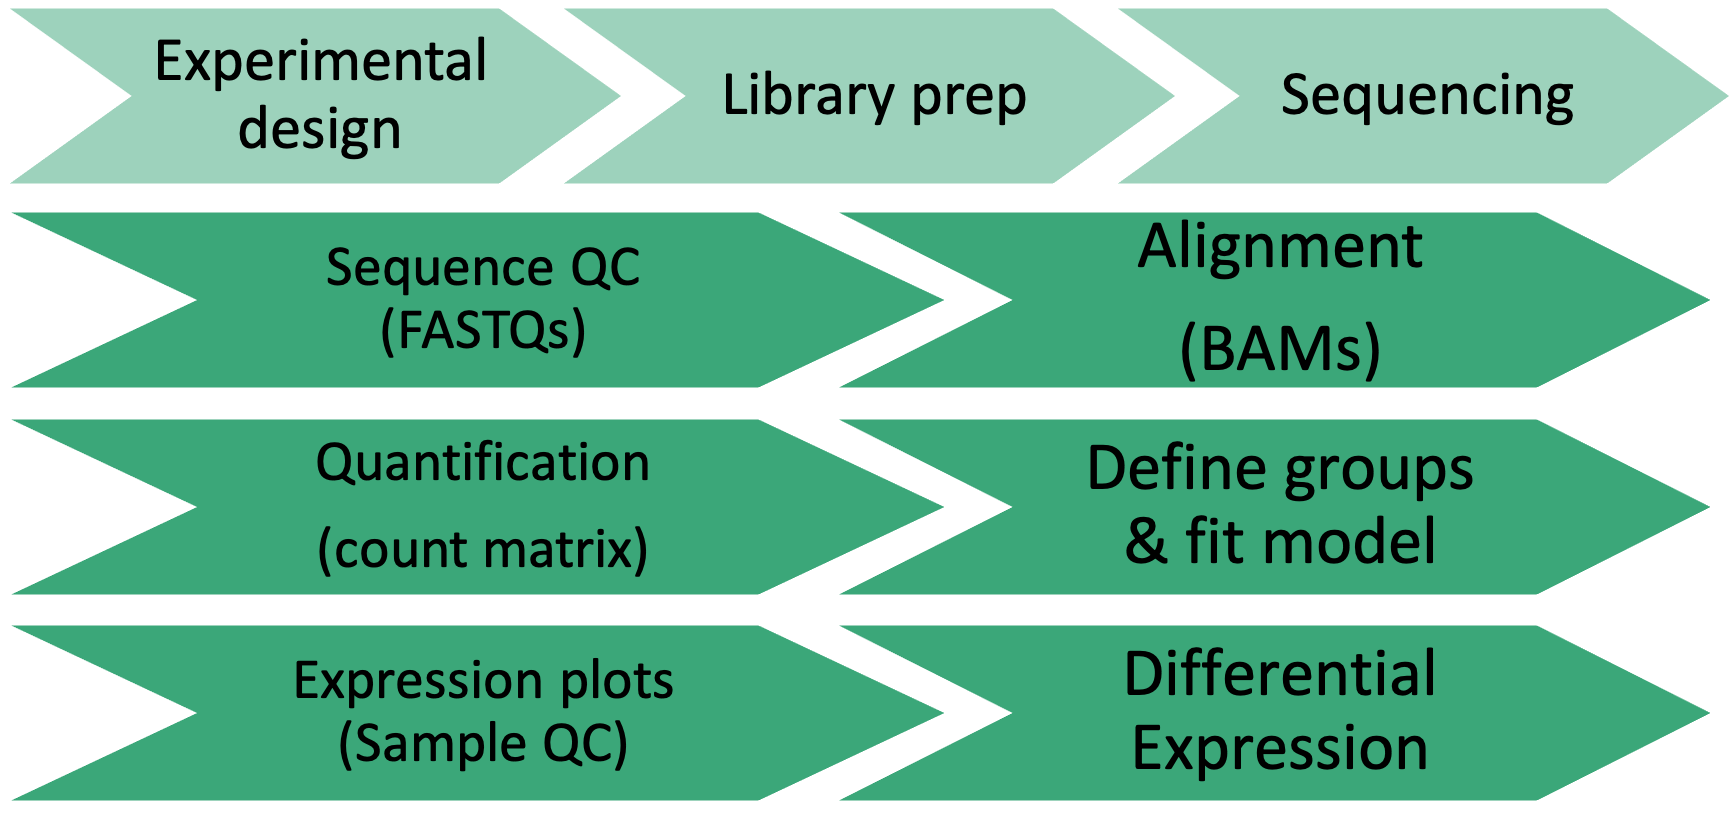 Experimental
design
Library prep
Sequencing
Sequence QC
(FASTQs)
Alignment
(BAMs)
Quantification
(count matrix)
Define groups
& fit model
Expression plots
(Sample QC)
Differential
Expression